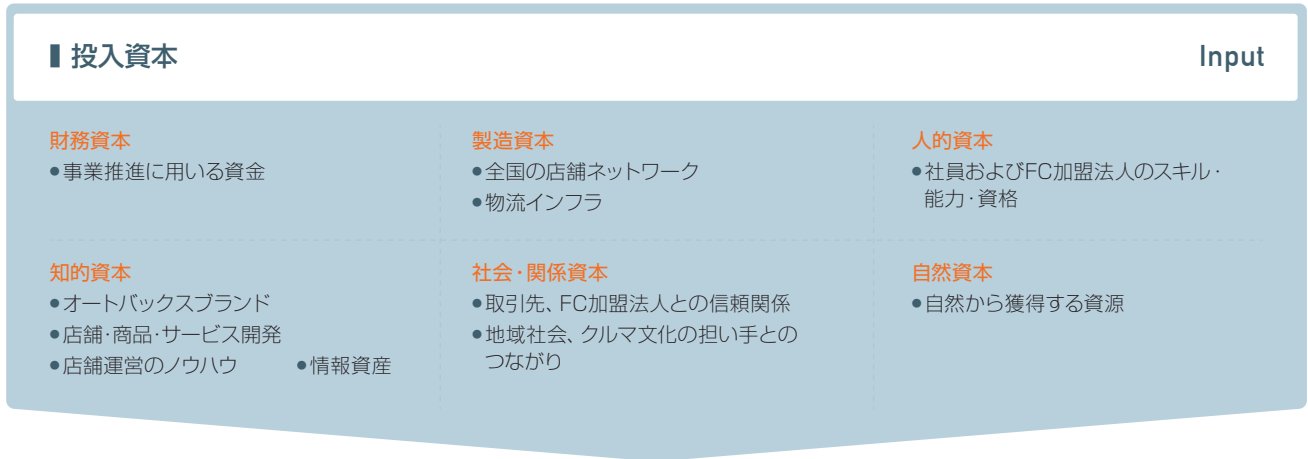 投入資本
Input
財務資本
●事業推進に用いる資金
製造資本
●全国の店舗ネットワーク
●物流インフラ
人的資本
●社員およびFC加盟法人のスキル・
能力・資格
知的資本
●オートバックスブランド
●店舗・商品・サービス開発
●店舗運営のノウハウ ●情報資産
社会・関係資本
●取引先、FC加盟法人との信頼関係
●地域社会、クルマ文化の担い手との
つながり
自然資本
●自然から獲得する資源